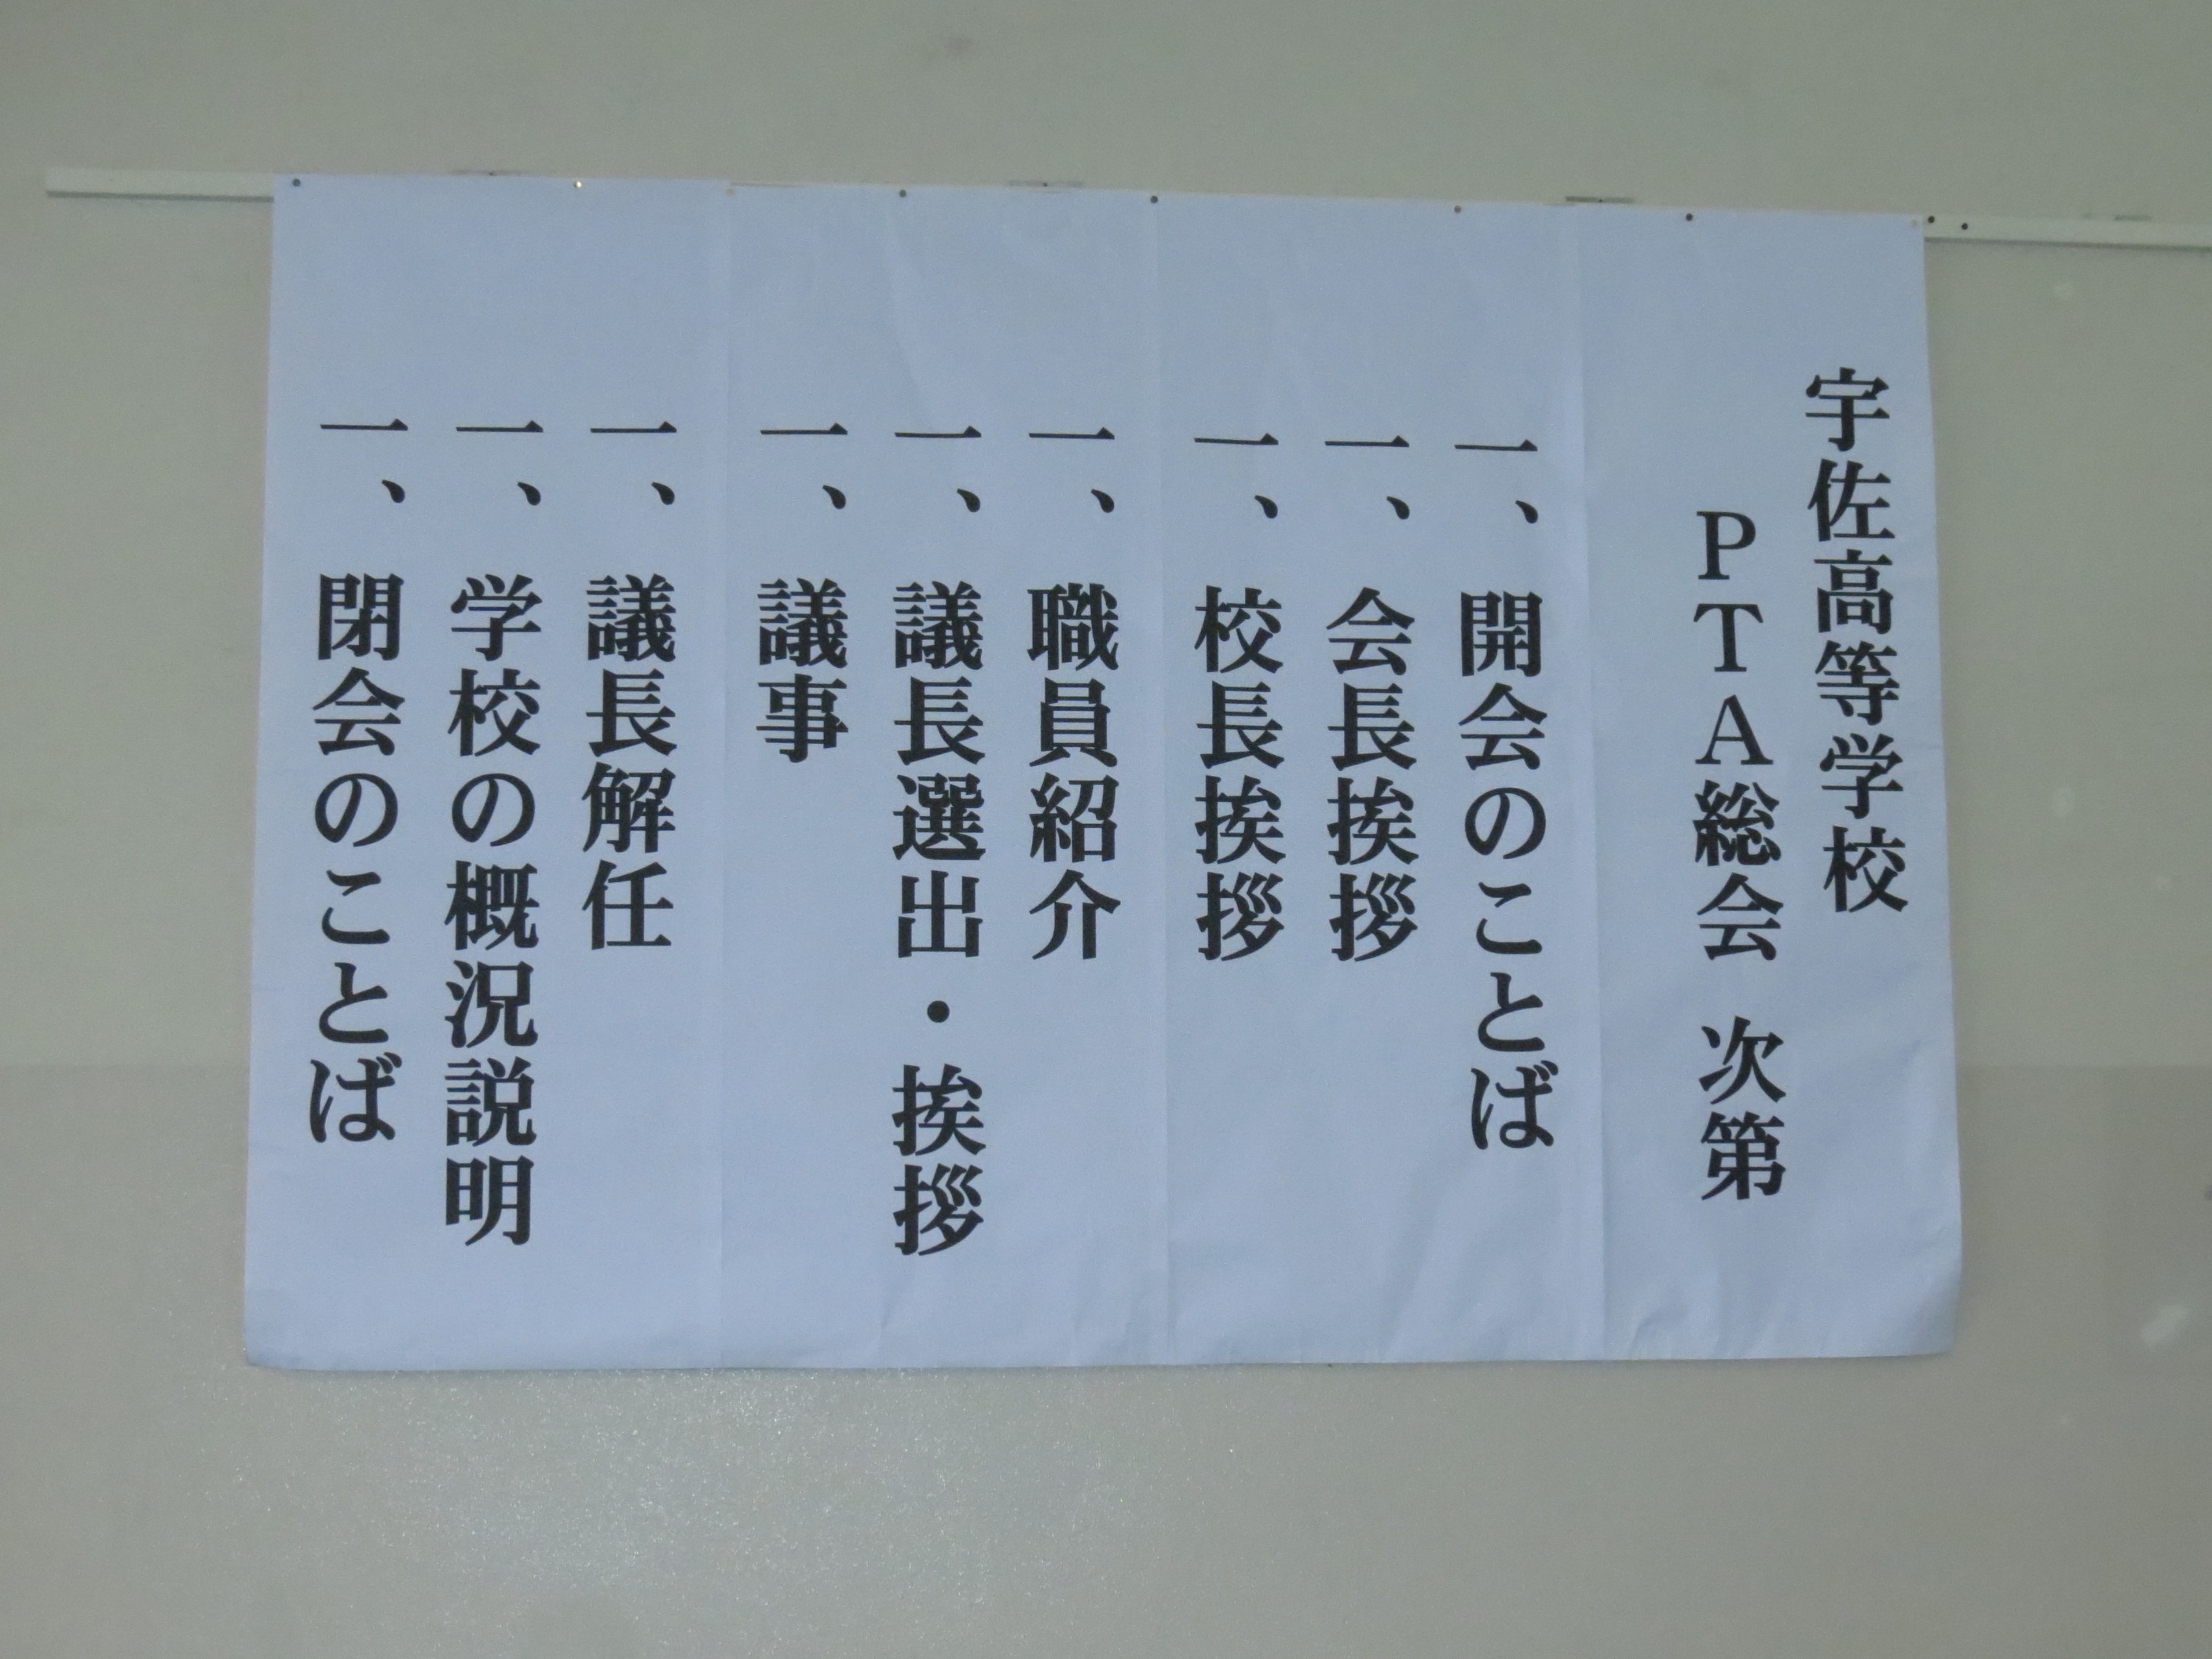 宇佐高等学校
PTA総会 次第
一、開会のことば
一、会長挨拶
一、校長挨拶
一、職員紹介
一、議長選出・挨拶
一、議事
一、議長解任
一、学校の概況説明
一、閉会のことば